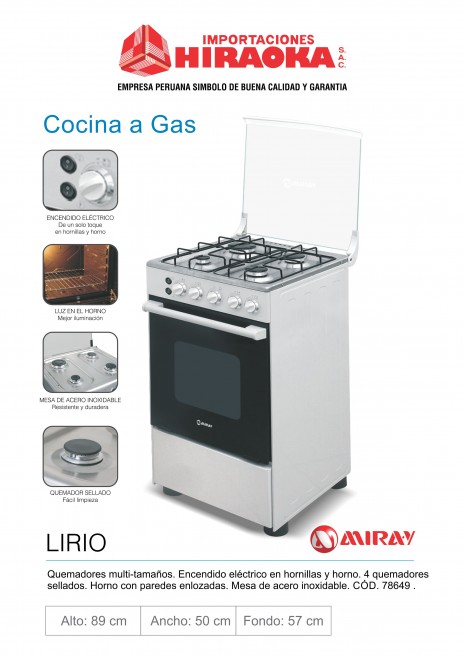 IMPORTACIONES
HIRAOKA S.A.C.
EMPRESA PERUANA SIMBOLO DE BUENA CALIDAD Y GARANTIA
Cocina a Gas
ENCENDIDO ELÉCTRICO
De un solo toque
en hornillas y horno
LUZ EN EL HORNO
Mejor iluminación
MESA DE ACERO INOXIDABLE
Resistente y duradera
QUEMADOR SELLADO
Fácil limpieza
MIRAY
LIRIO
MIRAY
Quemadores multi-tamaños. Encendido eléctrico en hornillas y horno. 4 quemadores
sellados. Horno con paredes enlozadas. Mesa de acero inoxidable. CÓD. 78649 .
Alto: 89 cm
Ancho: 50 cm
Fondo: 57 cm